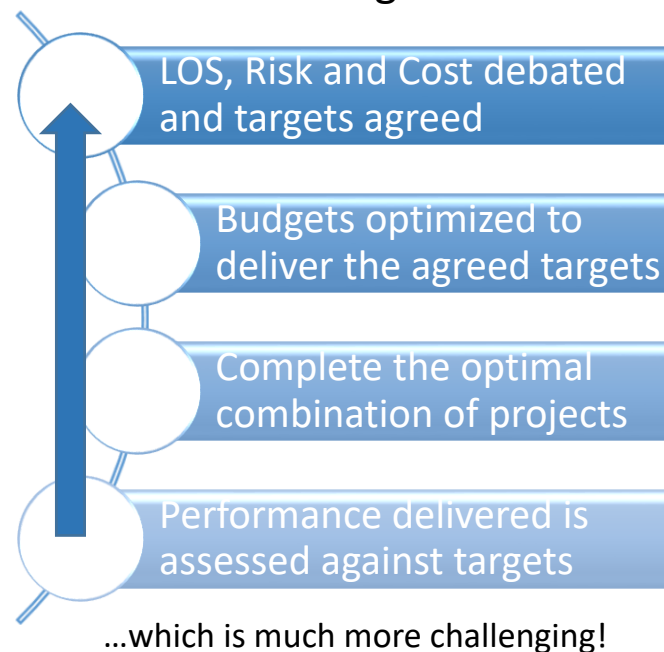 LOS, Risk and Cost debated
and targets agreed
Budgets optimized to
deliver the agreed targets
Complete the optimal
combination of projects
Performance delivered is
assessed against targets
...which is much more challenging!